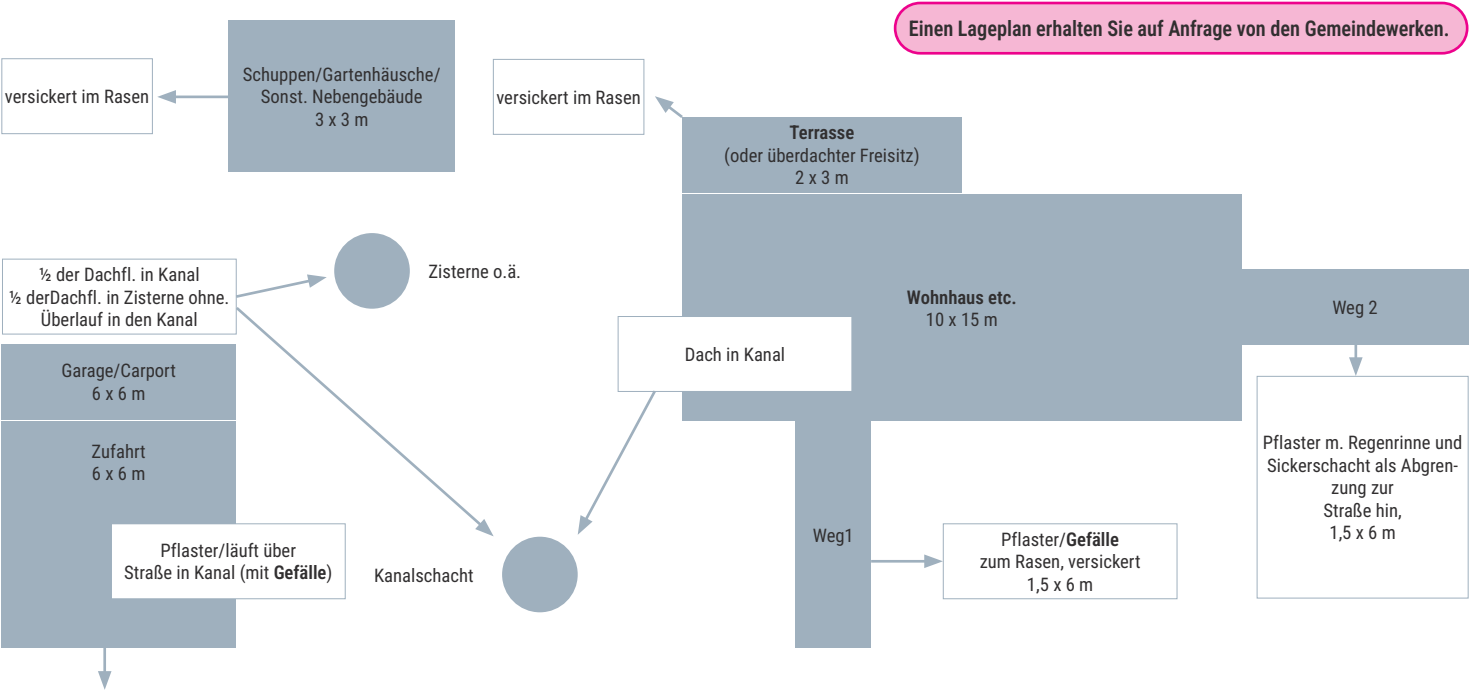 Einen Lageplan erhalten Sie auf Anfrage von den Gemeindewerken.
versickert im Rasen
Schuppen/Gartenhäusche/
Sonst. Nebengebäude
3 x 3 m
versickert im Rasen
Terrasse
(oder überdachter Freisitz)
2 x 3 m
½ der Dachfl. in Kanal
½ derDachfl. in Zisterne ohne.
Überlauf in den Kanal
Zisterne o.ä.
Wohnhaus etc.
10 x 15 m
Weg 2
Dach in Kanal
Garage/Carport
6 x 6 m
Zufahrt
6 x 6 m
Pflaster/läuft über
Straße in Kanal (mit Gefälle)
Kanalschacht
Weg1
Pflaster/Gefälle
zum Rasen, versickert
1,5 x 6 m
Pflaster m. Regenrinne und
Sickerschacht als Abgren-
zung zur
Straße hin,
1,5 x 6 m